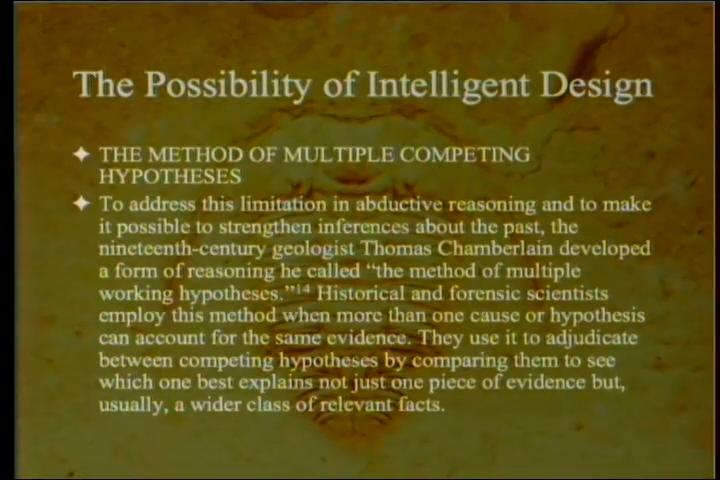 The Possibility of Intelligent Design
THE METHOD OF MULTIPLE COMPETING
HYPOTHESES
To address this limitation in abductive reasoning and to make
it possible to strengthen inferences about the past, the
nineteenth-century geologist Thomas Chamberlain developed
a form of reasoning he called “the method of multiple
working hypotheses.”14 Historical and forensic scientists
employ this method when more than one cause or hypothesis
can account for the same evidence. They use it to adjudicate
between competing hypotheses by comparing them to see
which one best explains not just one piece of evidence but,
usually, a wider class of relevant facts.